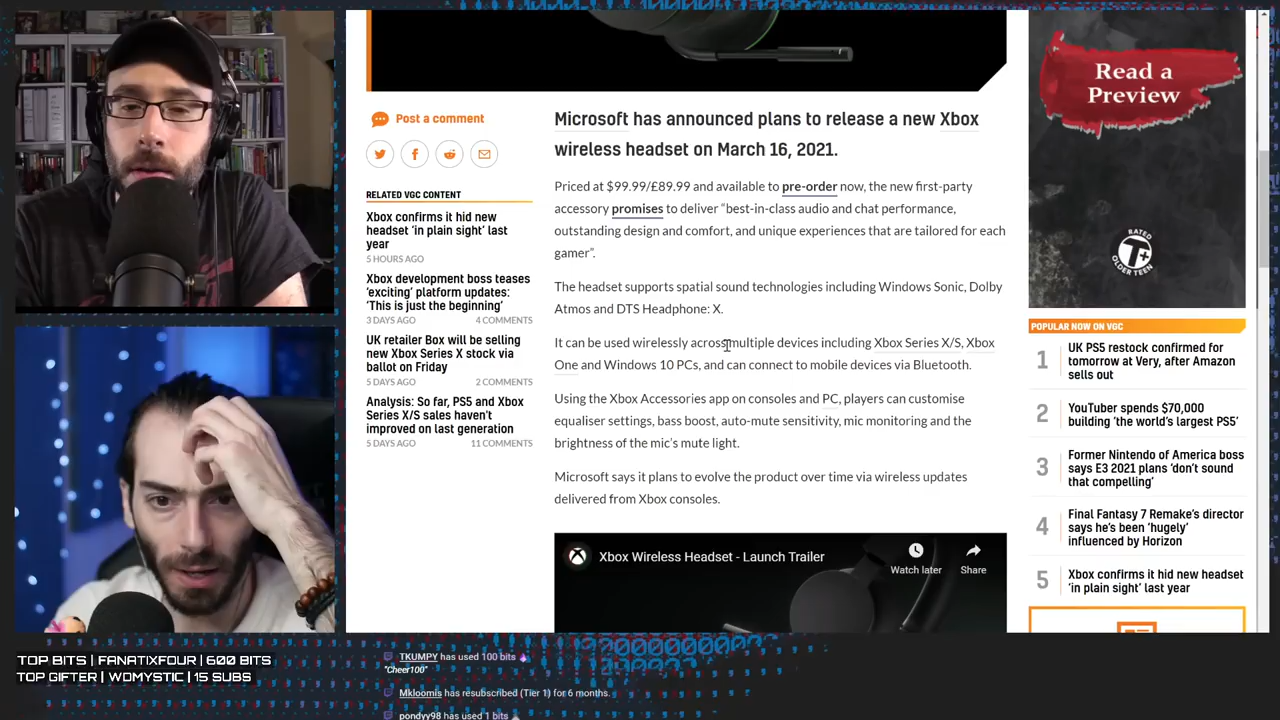 Post a comment
RELATED VGC CONTENT
Xbox confirms it hid new
headset ‘in plain sight’ last
year
5 HOURS AGO
Xbox development boss teases
‘exciting’ platform updates:
‘This is just the beginning’
3 DAYS AGO 4 COMMENTS
UK retailer Box will be selling
new Xbox Series X stock via
ballot on Friday
5 DAYS AGO 2 COMMENTS
Analysis: So far, PS5 and Xbox
Series X/S sales haven’t
improved on last generation
5 DAYS AGO 11 COMMENTS
Microsoft has announced plans to release a new Xbox
wireless headset on March 16, 2021.
Priced at $99.99/£89.99 and available to pre-order now, the new first-party
accessory promises to deliver “best-in-class audio and chat performance,
outstanding design and comfort, and unique experiences that are tailored for each
gamer”.
The headset supports spatial sound technologies including Windows Sonic, Dolby
Atmos and DTS Headphone: X.
It can be used wirelessly across multiple devices including Xbox Series X/S, Xbox
One and Windows 10 PCs, and can connect to mobile devices via Bluetooth.
Using the Xbox Accessories app on consoles and PC, players can customise
equaliser settings, bass boost, auto-mute sensitivity, mic monitoring and the
brightness of the mic’s mute light.
Microsoft says it plans to evolve the product over time via wireless updates
delivered from Xbox consoles.
Xbox Wireless Headset - Launch Trailer
Watch later
Share
Read a
Preview
RATED
T+
OLDER TEEN
POPULAR NOW ON VGC
1 UK PS5 restock confirmed for
tomorrow at Very, after Amazon
sells out
2 YouTuber spends $70,000
building ‘the world’s largest PS5’
3 Former Nintendo of America boss
says E3 2021 plans ‘don’t sound
that compelling’
4 Final Fantasy 7 Remake’s director
says he’s been ‘hugely’
influenced by Horizon
5 Xbox confirms it hid new headset
‘in plain sight’ last year
TOP BITS | FANATIXFOUR | 600 BITS
TOP GIFTER | WDMYSTIC | 15 SUBS
TKUMPY has used 100 bits
"Cheer100"
Mkloomis has resubscribed (Tier 1) for 6 months.
pondyy98 has used 1 bits